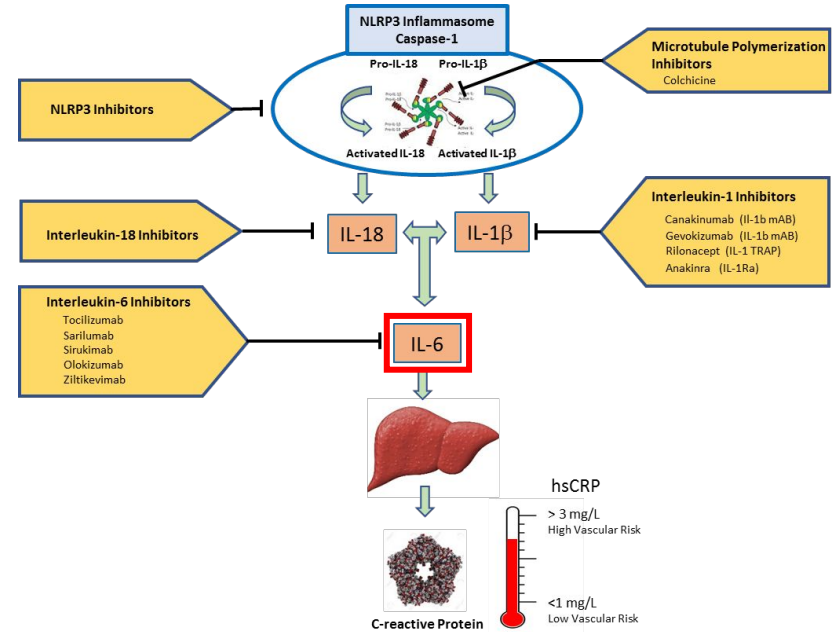 NLRP3 Inflammasome
Caspase-1
Pro-IL-18 Pro-IL-1β
Activated IL-18 Activated IL-1β
Microtubule Polymerization
Inhibitors
Colchicine
NLRP3 Inhibitors
Interleukin-18 Inhibitors
IL-18
IL-1β
Interleukin-1 Inhibitors
Canakinumab (Il-1b mAB)
Gevokizumab (IL-1b mAB)
Rilonacept (IL-1 TRAP)
Anakinra (IL-1Ra)
Interleukin-6 Inhibitors
Tocilizumab
Sarilumab
Sirukimab
Olokizumab
Ziltikevimab
IL-6
hsCRP
> 3 mg/L
High Vascular Risk
<1 mg/L
Low Vascular Risk
C-reactive Protein